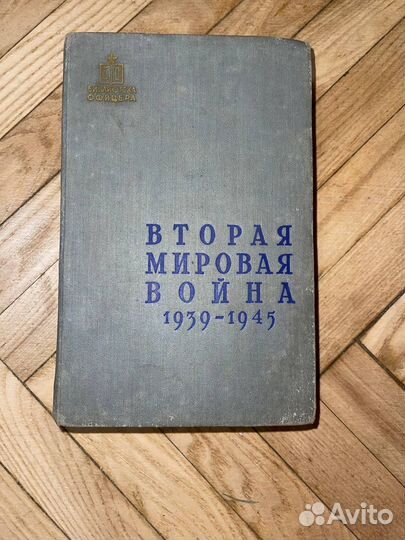 БИБЛИОТЕКА
ОФИЦЕРА
ВТОРАЯ
МИРОВАЯ
ВОЙНА
1939-1945
Avito